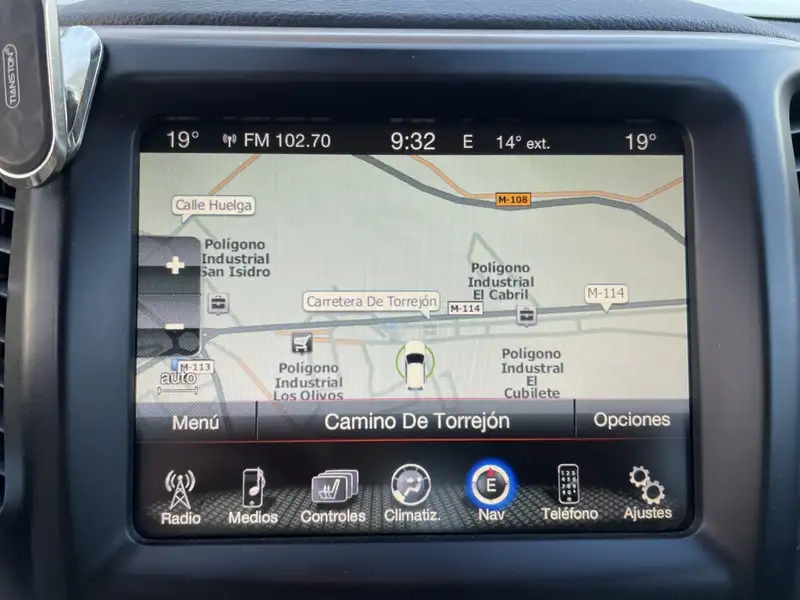 TIANSTON
19° FM 102.70 9:32 E 14° ext. 19°
M-108
Calle Huelga
Polígono
Industrial
San Isidro
Polígono
Industrial
El Cabril
M-114
Carretera De Torrejón
M-114
M-113
auto
Polígono
Industrial
Los Olivos
Polígono
Industrial
El
Cubilete
Menú
Camino De Torrejón
Opciones
E
Radio
Medios
Controles
Climatiz.
Nav
Teléfono
Ajustes